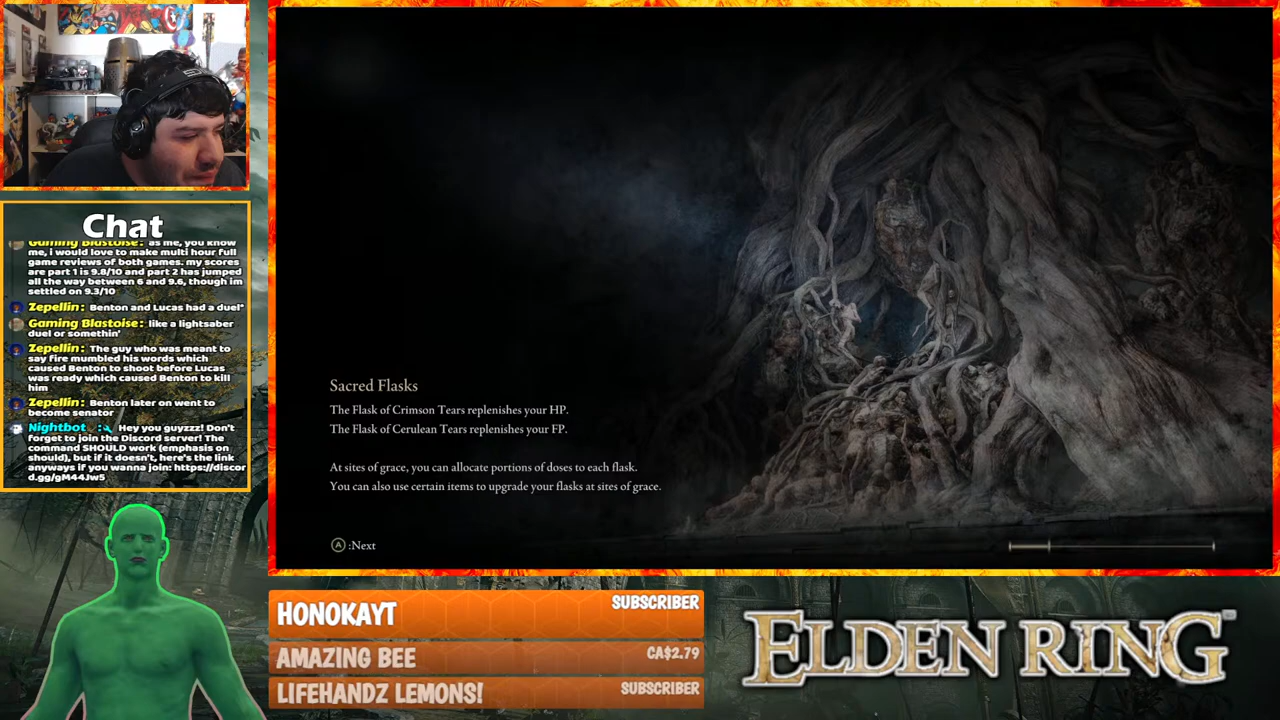 Chat
Gaming Blastoise: as me, you know
me, i would love to make multi hour full
game reviews of both games. my scores
are part 1 is 9.8/10 and part 2 has jumped
all the way between 6 and 9.6, though im
settled on 9.3/10
Zepellin: Benton and Lucas had a duel*
Gaming Blastoise: like a lightsaber
duel or somethin'
Zepellin: The guy who was meant to
say fire mumbled his words which
caused Benton to shoot before Lucas
was ready which caused Benton to kill
him
Zepellin: Benton later on went to
become senator
Nightbot : Hey you guyzzz! Don't
forget to join the Discord server! The
command SHOULD work (emphasis on
should), but if it doesn't, here's the link
anyways if you wanna join: https://discor
d.gg/gM44Jw5
Sacred Flasks
The Flask of Crimson Tears replenishes your HP.
The Flask of Cerulean Tears replenishes your FP.
At sites of grace, you can allocate portions of doses to each flask.
You can also use certain items to upgrade your flasks at sites of grace.
A :Next
HONOKAYT SUBSCRIBER
AMAZING BEE CA$2.79
LIFEHANDZ LEMONS! SUBSCRIBER
ELDEN RING